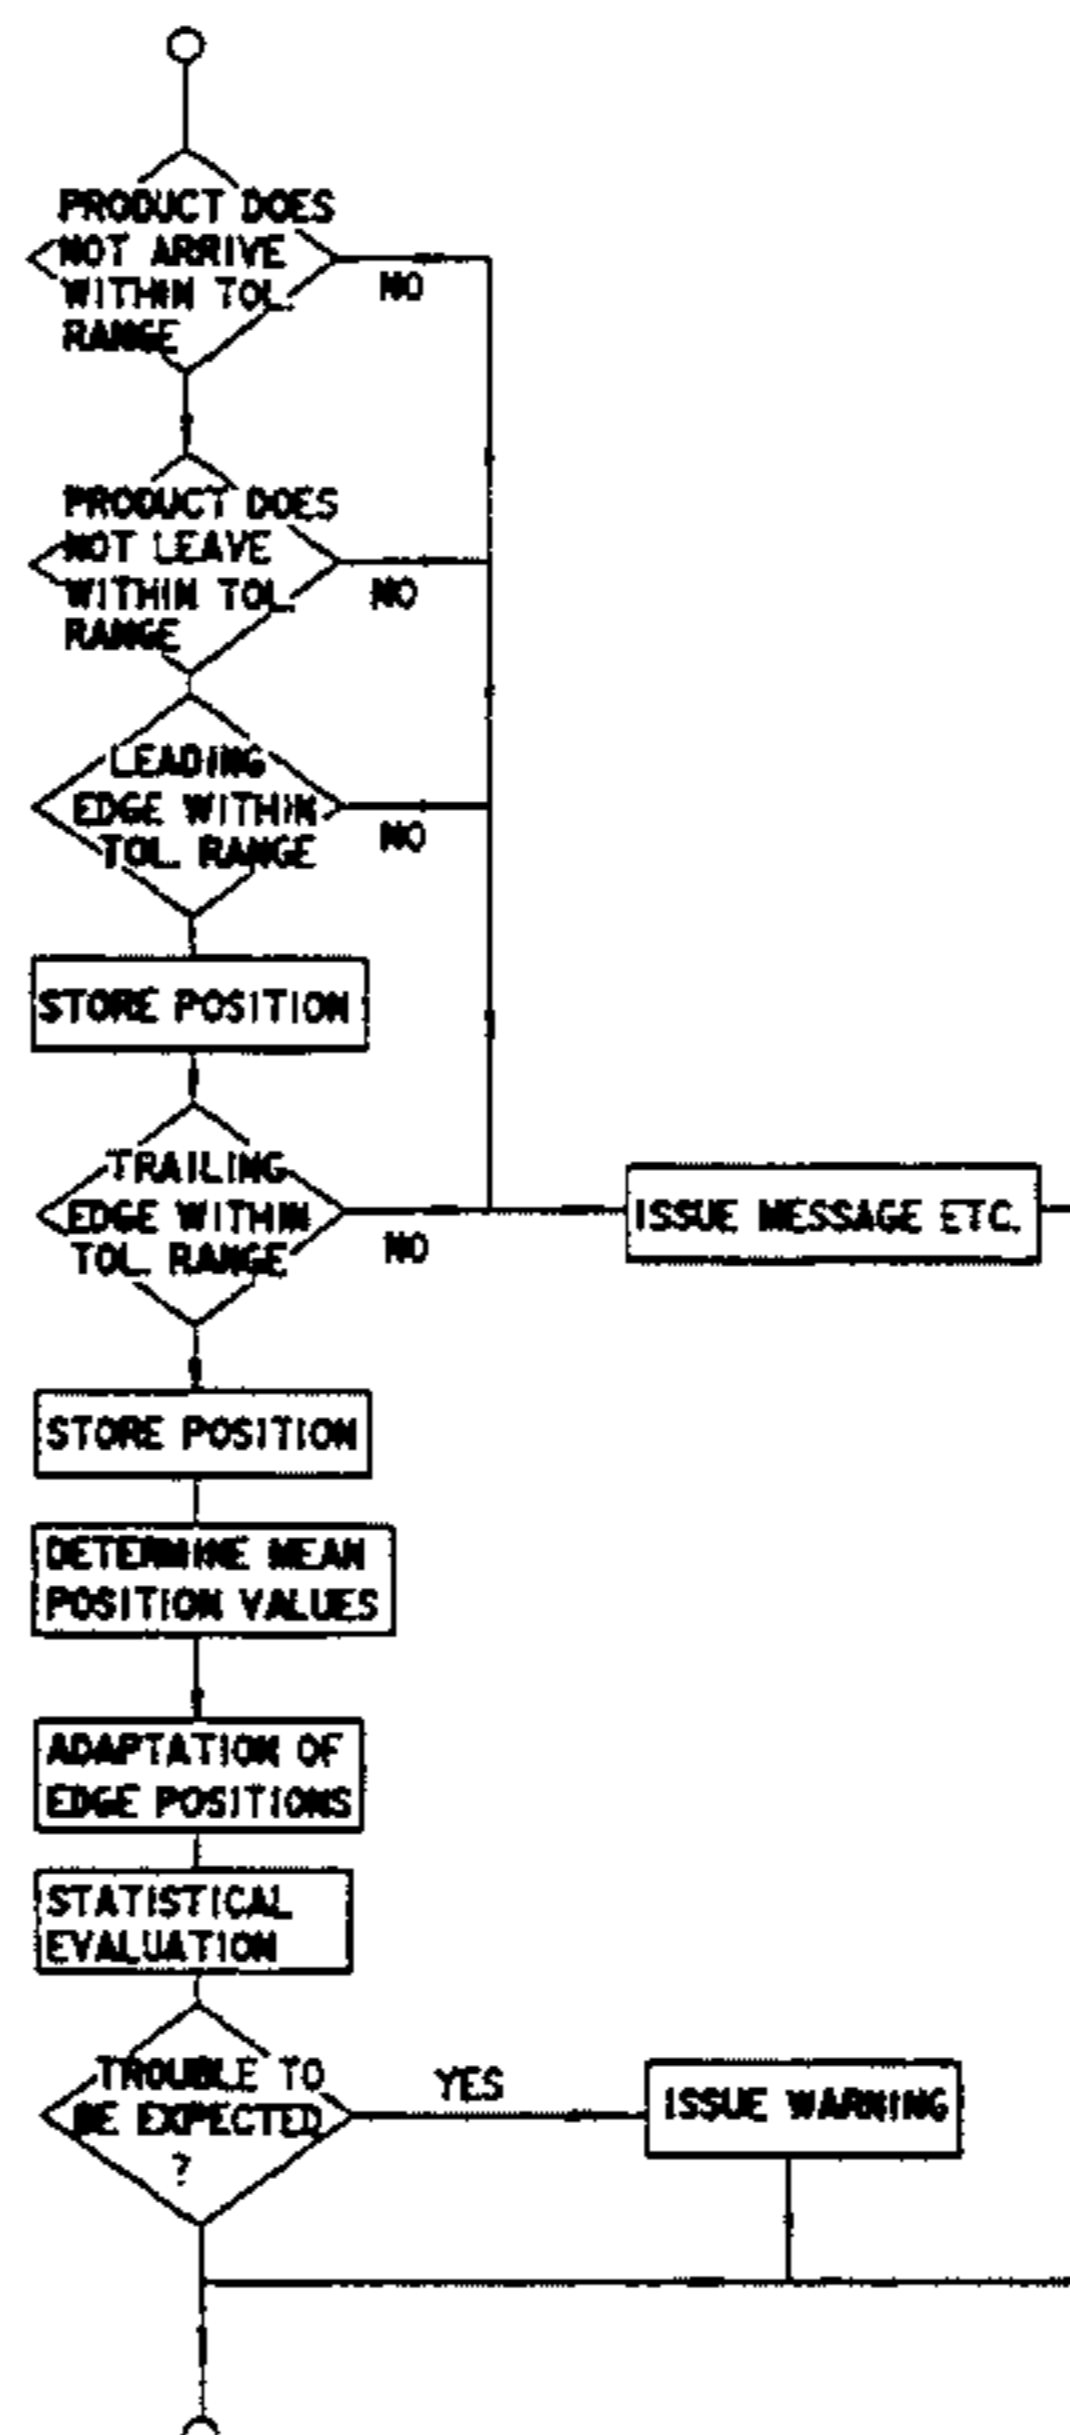 PRODUCT DOES
NOT ARRIVE
WITHIN TOL.
RANGE
NO
PRODUCT DOES
NOT LEAVE
WITHIN TOL.
RANGE
NO
LEADING
EDGE WITHIN
TOL. RANGE
NO
STORE POSITION
TRAILING
EDGE WITHIN
TOL. RANGE
NO
ISSUE MESSAGE ETC.
STORE POSITION
DETERMINE MEAN
POSITION VALUES
ADAPTATION OF
EDGE POSITIONS
STATISTICAL
EVALUATION
TROUBLE TO
BE EXPECTED
?
YES
ISSUE WARNING